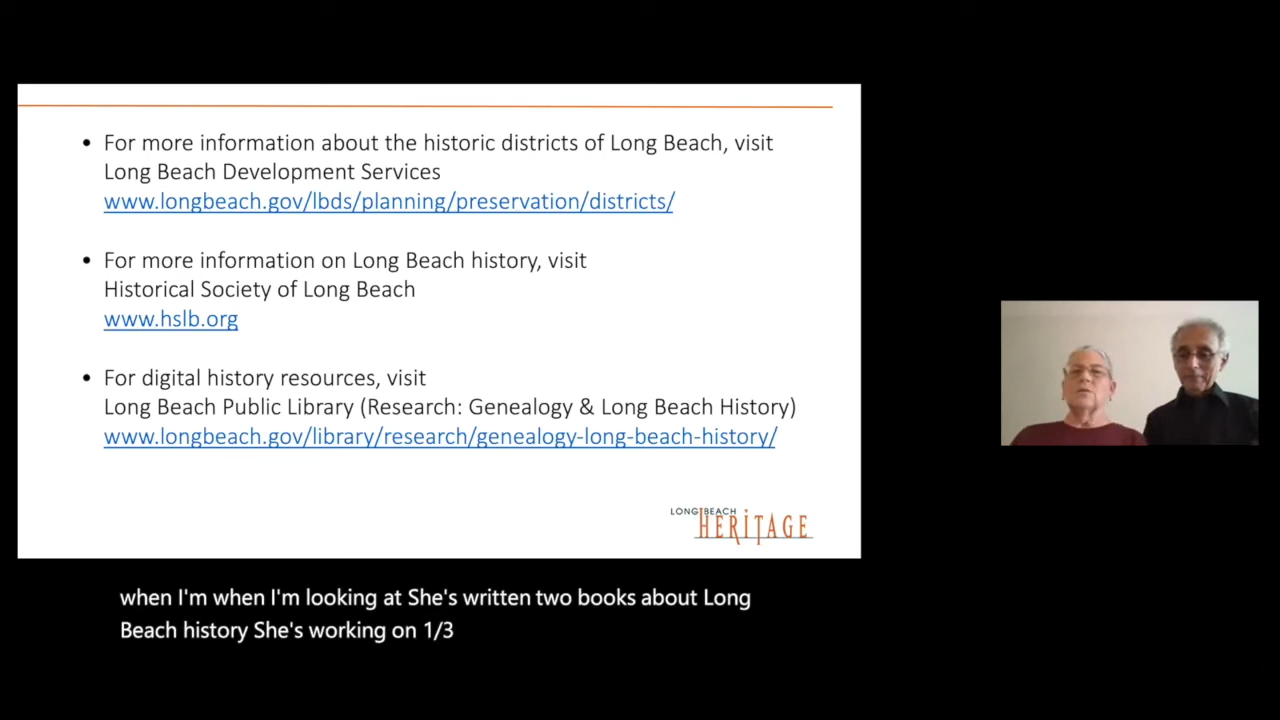 • For more information about the historic districts of Long Beach, visit
Long Beach Development Services
www.longbeach.gov/lbds/planning/preservation/districts/
• For more information on Long Beach history, visit
Historical Society of Long Beach
www.hslb.org
• For digital history resources, visit
Long Beach Public Library (Research: Genealogy & Long Beach History)
www.longbeach.gov/library/research/genealogy-long-beach-history/
LONG BEACH
HERITAGE
when I'm when I'm looking at She's written two books about Long
Beach history She's working on 1/3